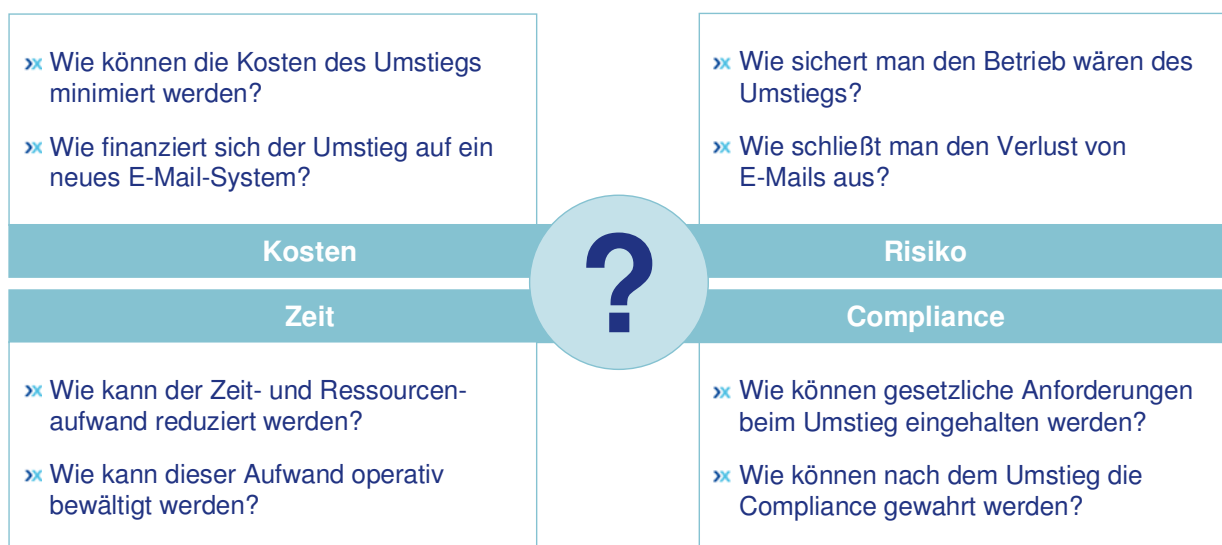 Wie können die Kosten des Umstiegs
minimiert werden?
Wie finanziert sich der Umstieg auf ein
neues E-Mail-System?
Kosten
Wie sichert man den Betrieb wären des
Umstiegs?
Wie schließt man den Verlust von
E-Mails aus?
Risiko
?
Zeit
Wie kann der Zeit- und Ressourcen-
aufwand reduziert werden?
Wie kann dieser Aufwand operativ
bewältigt werden?
Compliance
Wie können gesetzliche Anforderungen
beim Umstieg eingehalten werden?
Wie können nach dem Umstieg die
Compliance gewahrt werden?